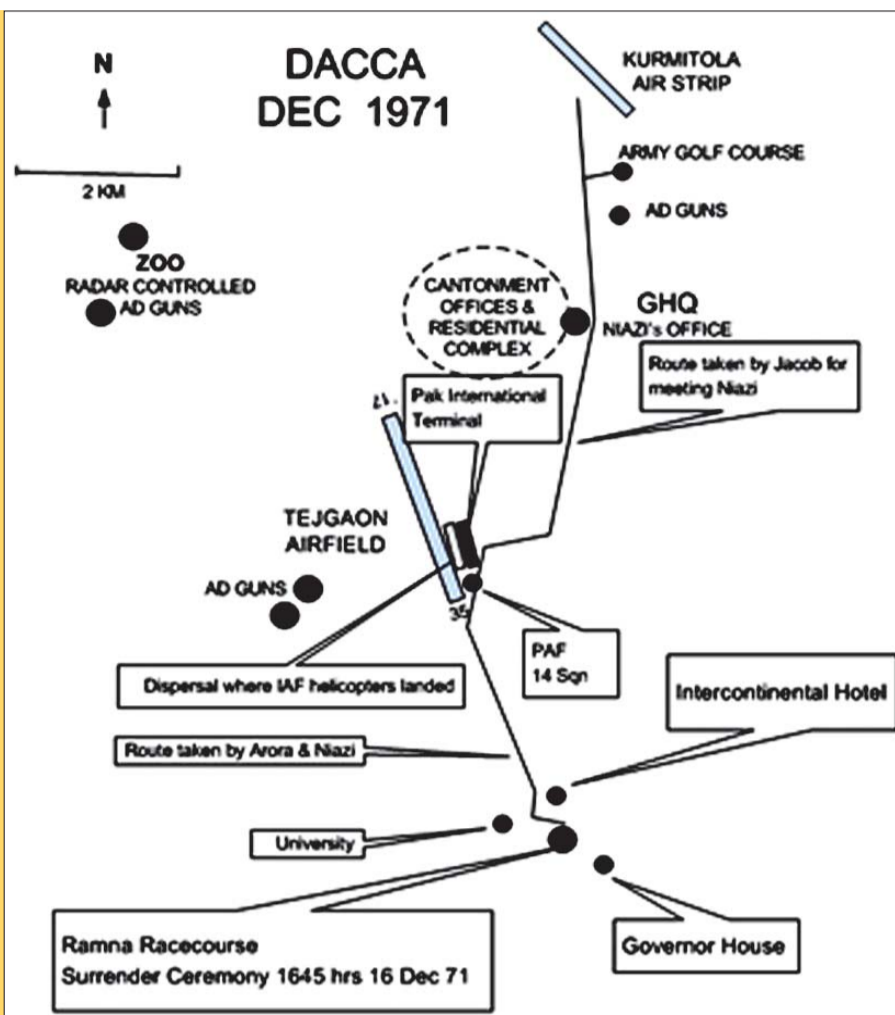 DACCA
DEC 1971
N
2 KM
KURMITOLA
AIR STRIP
ARMY GOLF COURSE
AD GUNS
ZOO
RADAR CONTROLLED
AD GUNS
CANTONMENT
OFFICES &
RESIDENTIAL
COMPLEX
GHQ
NIAZI's OFFICE
Route taken by Jacob for
meeting Niazi
Pak International
Terminal
17
TEJGAON
AIRFIELD
AD GUNS
35
PAF
14 Sqn
Dispersal where IAF helicopters landed
Intercontinental Hotel
Route taken by Arora & Niazi
University
Ramna Racecourse
Surrender Ceremony 1645 hrs 16 Dec 71
Governor House